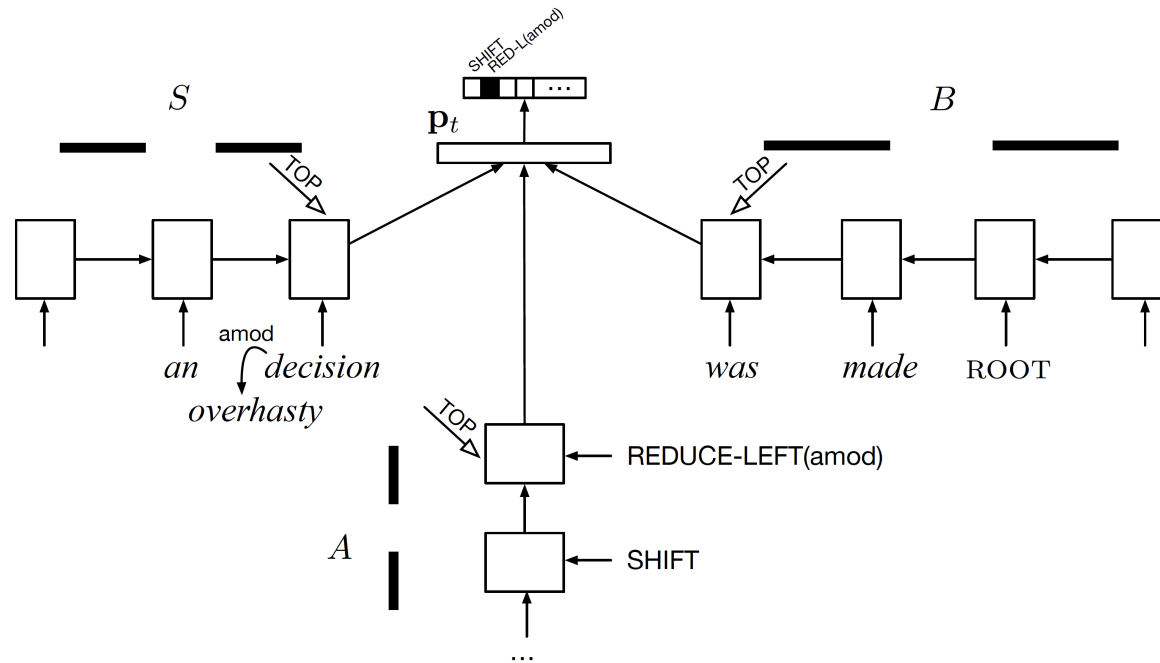 SHIFT
RED-L(amod)
...
S
p_t
B
TOP
TOP
amod
an
decision
overhasty
was
made
ROOT
TOP
REDUCE-LEFT(amod)
A
SHIFT
...